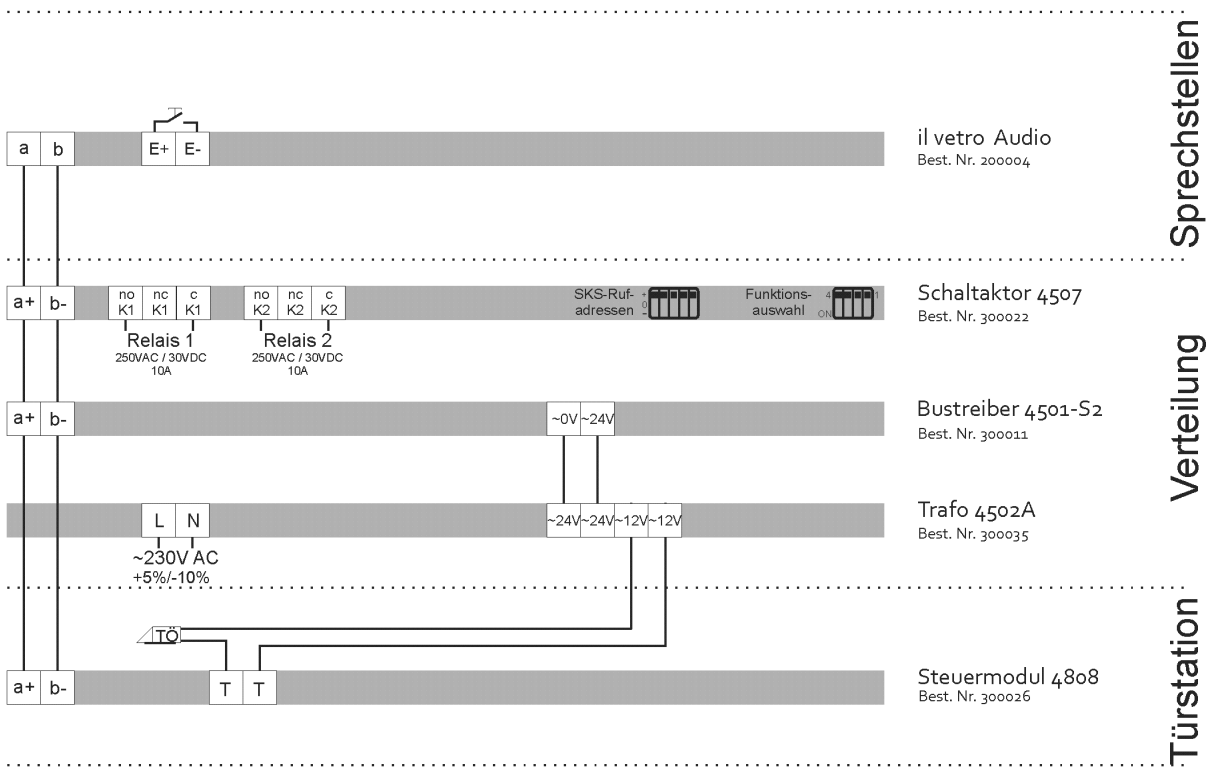 Sprechstellen
a b E+ E-
il vetro Audio
Best. Nr. 200004
Verteilung
a+ b-
no K1
nc K1
c K1
no K2
nc K2
c K2
Relais 1
250VAC / 30VDC
10A
Relais 2
250VAC / 30VDC
10A
SKS-Ruf-
adressen
+
0
-
Funktions-
auswahl
4 1
ON
Schaltaktor 4507
Best. Nr. 300022
a+ b- ~0V ~24V
Bustreiber 4501-S2
Best. Nr. 300011
L N ~24V ~24V ~12V ~12V
~230V AC
+5%/-10%
Trafo 4502A
Best. Nr. 300035
Türstation
TÖ
a+ b- T T
Steuermodul 4808
Best. Nr. 300026